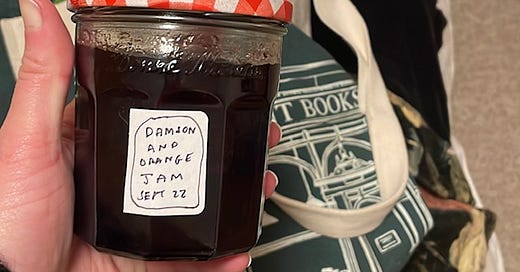 DAMSON
AND
ORANGE
JAM
SEPT 22
T BOOKS